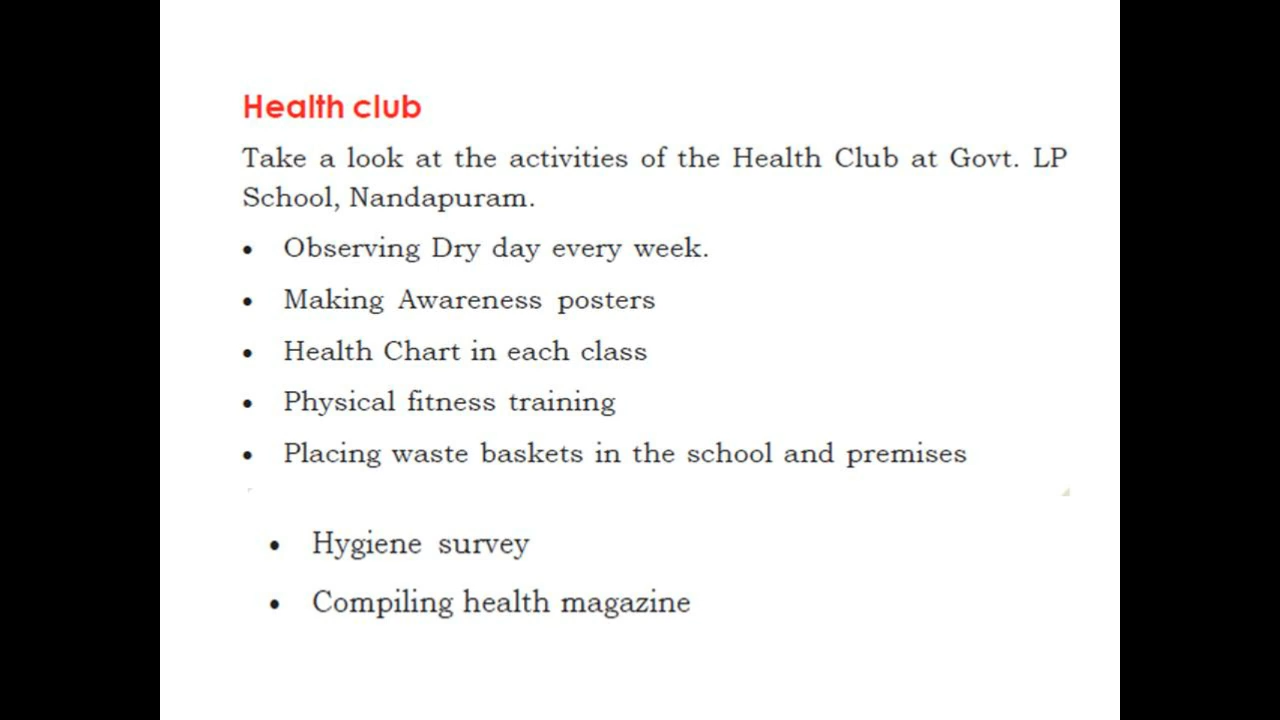 Health club
Take a look at the activities of the Health Club at Govt. LP
School, Nandapuram.
• Observing Dry day every week.
• Making Awareness posters
• Health Chart in each class
• Physical fitness training
• Placing waste baskets in the school and premises
• Hygiene survey
• Compiling health magazine